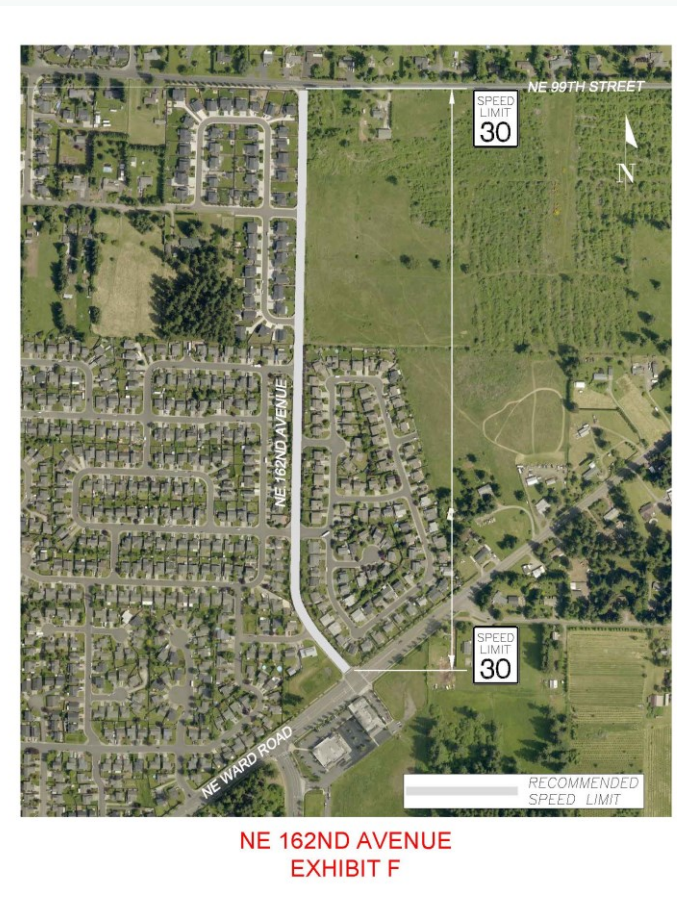 NE 99TH STREET
SPEED
LIMIT
30
N
NE 162ND AVENUE
SPEED
LIMIT
30
NE WARD ROAD
RECOMMENDED
SPEED LIMIT
NE 162ND AVENUE
EXHIBIT F